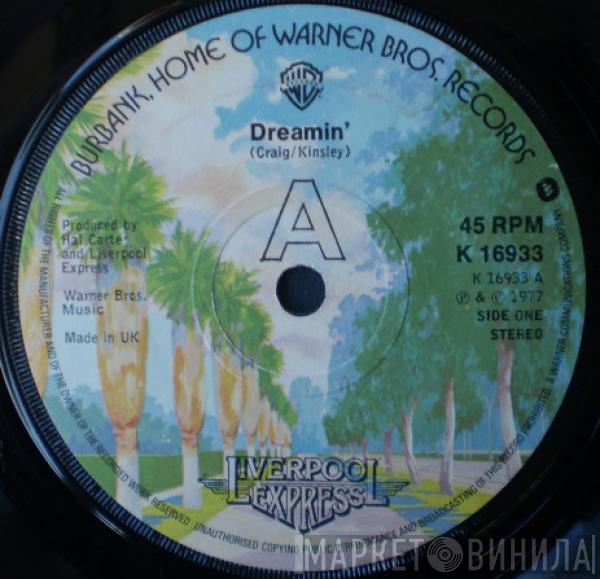 BURBANK, HOME OF WARNER BROS. RECORDS
Dreamin'
(Craig/Kinsley)
A
Produced by
Hal Carter
and Liverpool
Express
Warner Bros.
Music
Made in UK
45 RPM
K 16933
K 16933 A
℗ & © 1977
SIDE ONE
STEREO
LIVERPOOL
EXPRESS
ALL RIGHTS OF THE MANUFACTURER AND OF THE OWNER OF THE RECORDED WORK RESERVED. UNAUTHORISED COPYING PUBLIC PERFORMANCE AND BROADCASTING OF THIS RECORD PROHIBITED. A WARNER COMMUNICATIONS COMPANY
МАРКЕТ ВИНИЛА